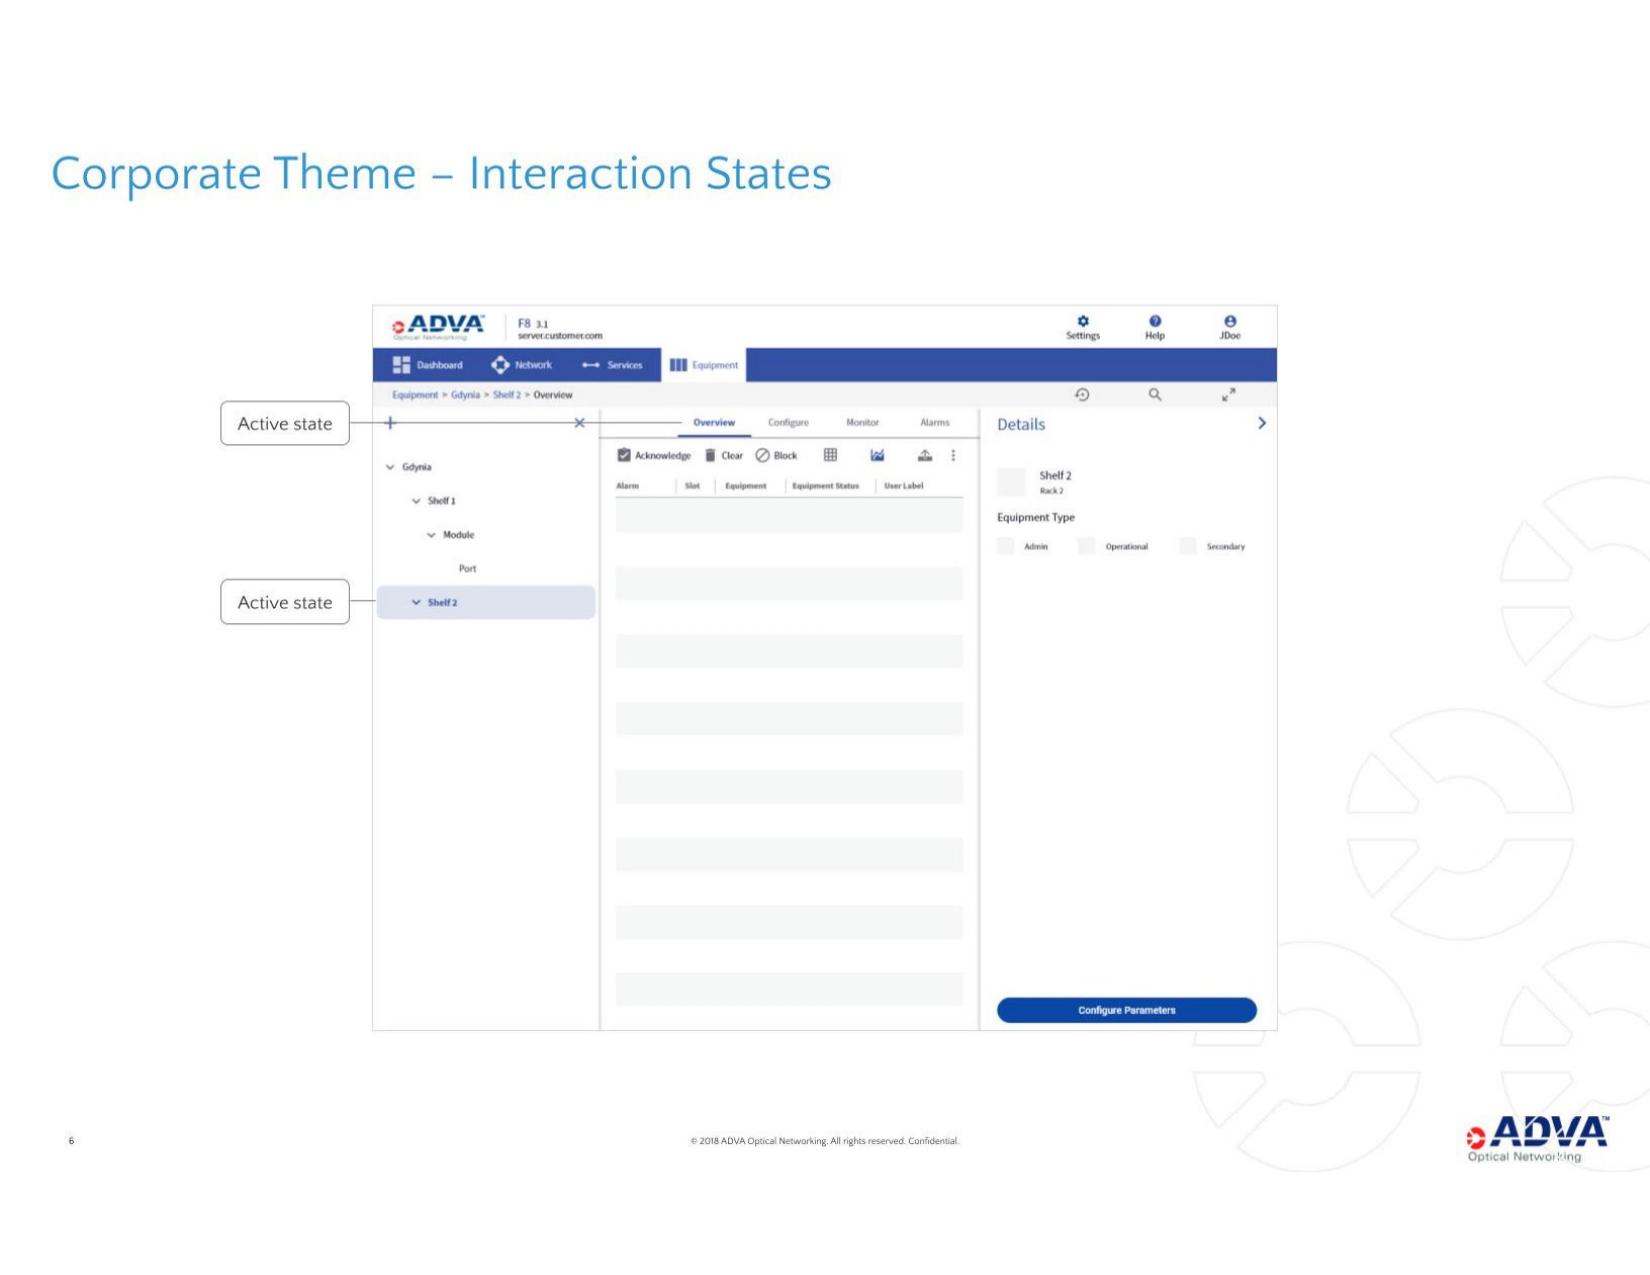 Corporate Theme – Interaction States
ADVA™
Optical Networking
F8 3.1
server.customer.com
Settings
Help
JDoe
Dashboard
Network
Services
Equipment
Equipment > Gdynia > Shelf 2 > Overview
Active state
Overview
Configure
Monitor
Alarms
Details
Acknowledge
Clear
Block
Gdynia
Shelf 1
Module
Port
Active state
Shelf 2
Alarm
Slot
Equipment
Equipment Status
User Label
Shelf 2
Rack 2
Equipment Type
Admin
Operational
Secondary
Configure Parameters
6
© 2018 ADVA Optical Networking. All rights reserved. Confidential.
ADVA™
Optical Networking